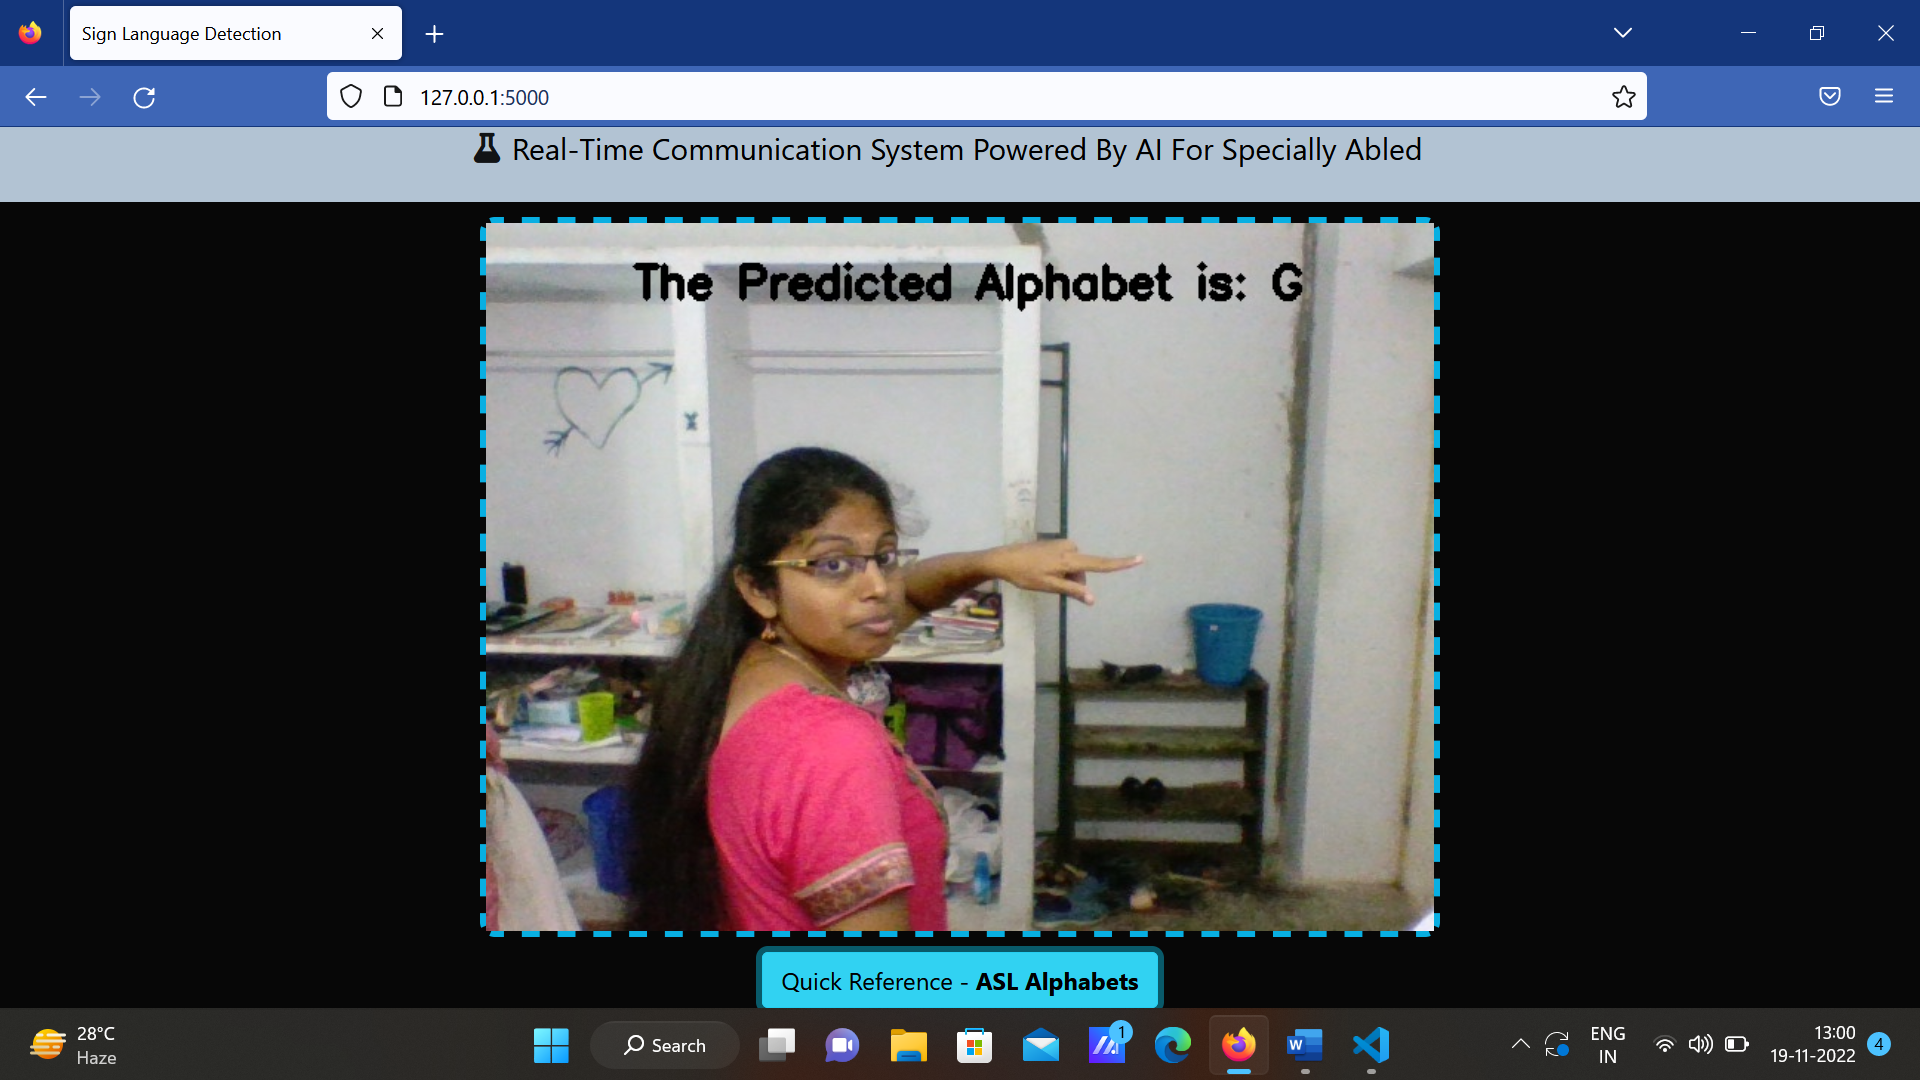 Sign Language Detection
127.0.0.1:5000
Real-Time Communication System Powered By AI For Specially Abled
The Predicted Alphabet is: G
Quick Reference - ASL Alphabets
28°C
Haze
Search
1
W
ENG
IN
13:00
19-11-2022
4